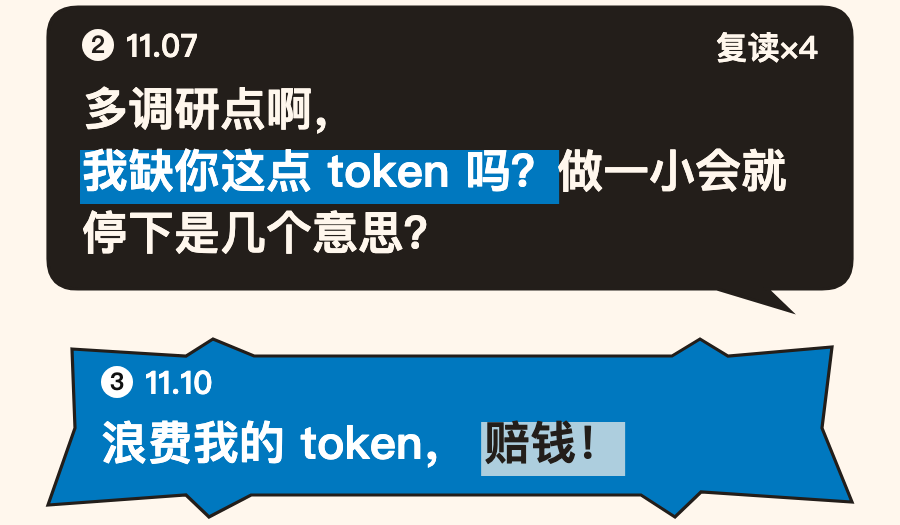 2 11.07 复读×4
多调研点啊，
我缺你这点 token 吗？做一小会就
停下是几个意思？
3 11.10
浪费我的 token，赔钱！